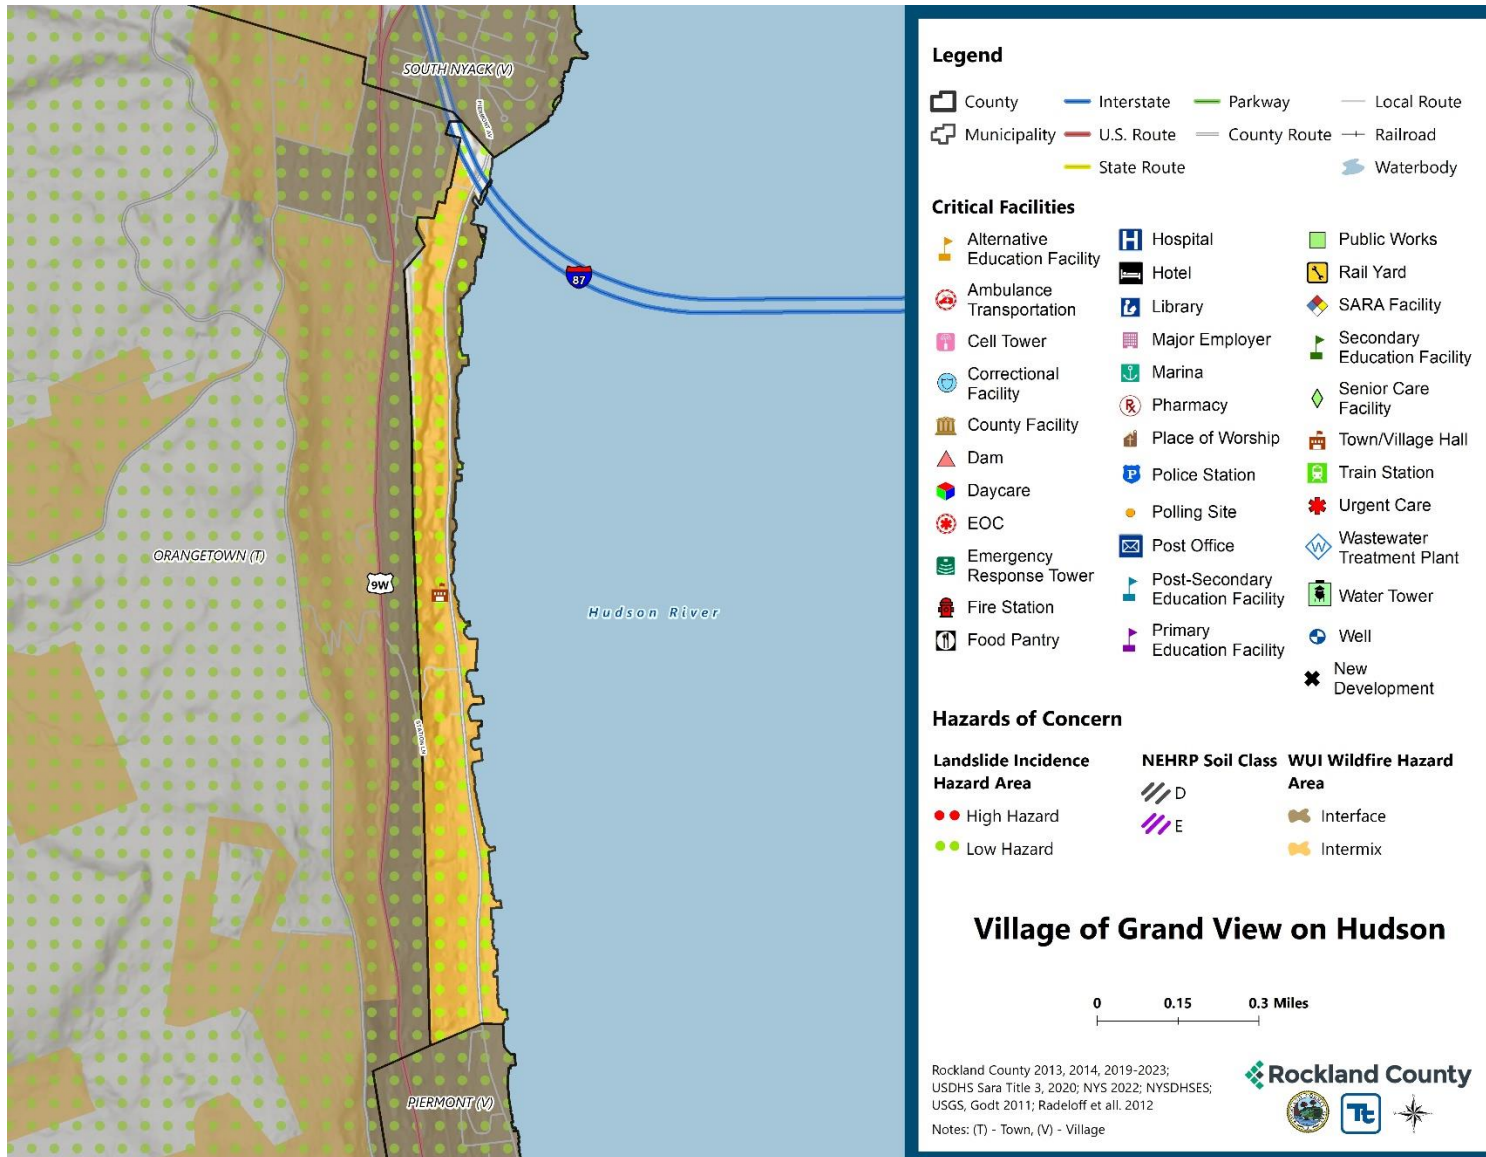 SOUTH NYACK (V)
PIERMONT AV
87
ORANGETOWN (T)
9W
Hudson River
STATION LN
PIERMONT (V)
Legend
County
Interstate
Parkway
Local Route
Municipality
U.S. Route
County Route
Railroad
State Route
Waterbody
Critical Facilities
Alternative
Education Facility
Ambulance
Transportation
Cell Tower
Correctional
Facility
County Facility
Dam
Daycare
EOC
Emergency
Response Tower
Fire Station
Food Pantry
H Hospital
Hotel
Library
Major Employer
Marina
Rx Pharmacy
Place of Worship
P Police Station
Polling Site
Post Office
Post-Secondary
Education Facility
Primary
Education Facility
Public Works
Rail Yard
SARA Facility
Secondary
Education Facility
Senior Care
Facility
Town/Village Hall
Train Station
Urgent Care
W Wastewater
Treatment Plant
Water Tower
Well
New
Development
Hazards of Concern
Landslide Incidence
Hazard Area
High Hazard
Low Hazard
NEHRP Soil Class
D
E
WUI Wildfire Hazard
Area
Interface
Intermix
Village of Grand View on Hudson
0 0.15 0.3 Miles
Rockland County 2013, 2014, 2019-2023;
USDHS Sara Title 3, 2020; NYS 2022; NYSDHSES;
USGS, Godt 2011; Radeloff et all. 2012
Notes: (T) - Town, (V) - Village
Rockland County
Tt